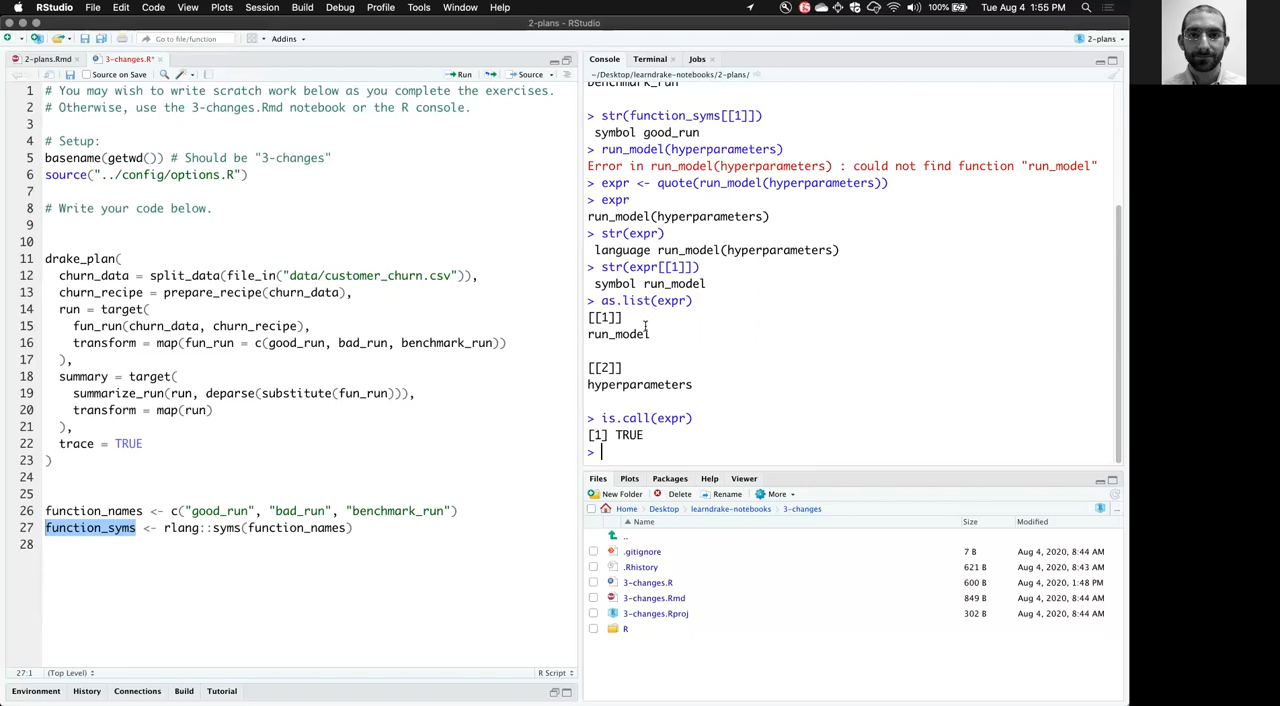 RStudio File Edit Code View Plots Session Build Debug Profile Tools Window Help 100% Tue Aug 4 1:55 PM
2-plans - RStudio
Go to file/function Addins 2-plans
2-plans.Rmd 3-changes.R*
Source on Save Run Source
1 # You may wish to write scratch work below as you complete the exercises.
2 # Otherwise, use the 3-changes.Rmd notebook or the R console.
3
4 # Setup:
5 basename(getwd()) # Should be "3-changes"
6 source("../config/options.R")
7
8 # Write your code below.
9
10
11 drake_plan(
12 churn_data = split_data(file_in("data/customer_churn.csv")),
13 churn_recipe = prepare_recipe(churn_data),
14 run = target(
15 fun_run(churn_data, churn_recipe),
16 transform = map(fun_run = c(good_run, bad_run, benchmark_run))
17 ),
18 summary = target(
19 summarize_run(run, deparse(substitute(fun_run))),
20 transform = map(run)
21 ),
22 trace = TRUE
23 )
24
25
26 function_names <- c("good_run", "bad_run", "benchmark_run")
27 function_syms <- rlang::syms(function_names)
28
27:1 (Top Level) R Script
Environment History Connections Build Tutorial
Console Terminal Jobs
~/Desktop/learndrake-notebooks/2-plans/
benchmark_run
> str(function_syms[[1]])
symbol good_run
> run_model(hyperparameters)
Error in run_model(hyperparameters) : could not find function "run_model"
> expr <- quote(run_model(hyperparameters))
> expr
run_model(hyperparameters)
> str(expr)
language run_model(hyperparameters)
> str(expr[[1]])
symbol run_model
> as.list(expr)
[[1]]
run_model
[[2]]
hyperparameters
> is.call(expr)
[1] TRUE
>
Files Plots Packages Help Viewer
New Folder Delete Rename More
Home Desktop learndrake-notebooks 3-changes ...
Name Size Modified
..
.gitignore 7 B Aug 4, 2020, 8:44 AM
.Rhistory 621 B Aug 4, 2020, 8:43 AM
3-changes.R 600 B Aug 4, 2020, 1:48 PM
3-changes.Rmd 849 B Aug 4, 2020, 8:44 AM
3-changes.Rproj 302 B Aug 4, 2020, 8:44 AM
R